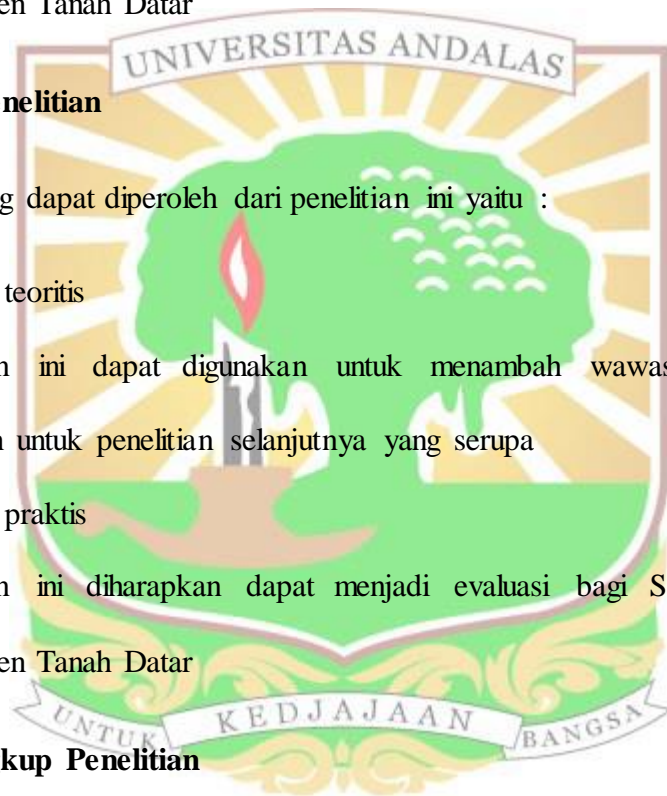 en Tanah Datar
UNIVERSITAS ANDALAS
nelitian
g dapat diperoleh dari penelitian ini yaitu :
teoritis
n ini dapat digunakan untuk menambah wawas
n untuk penelitian selanjutnya yang serupa
praktis
n ini diharapkan dapat menjadi evaluasi bagi S
en Tanah Datar
UNTUK KEDJAJAAN BANGSA
kup Penelitian